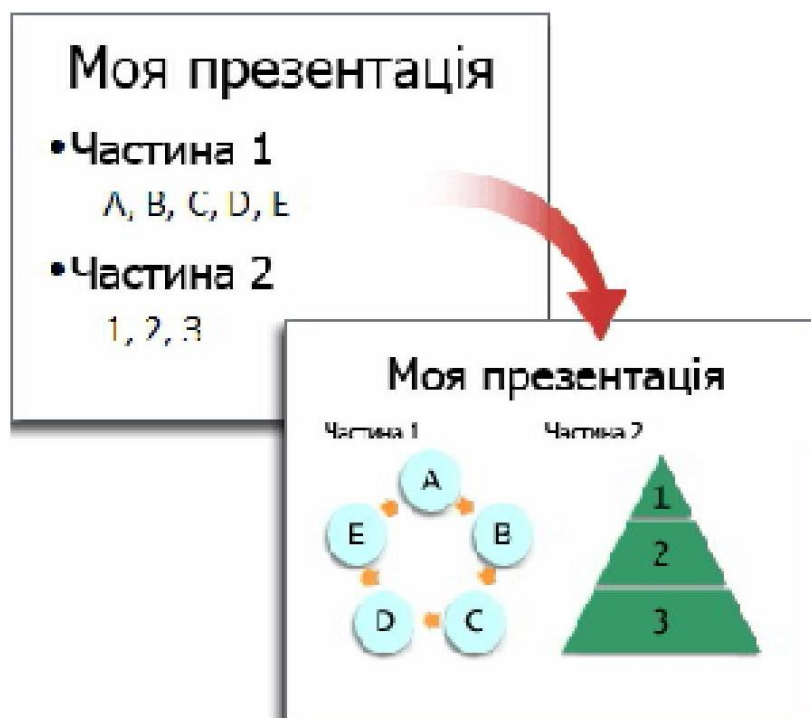 Моя презентація
•Частина 1
A, B, C, D, E
•Частина 2
1, 2, 3
Моя презентація
Частина 1 Частина 2
A
B
C
D
E
1
2
3